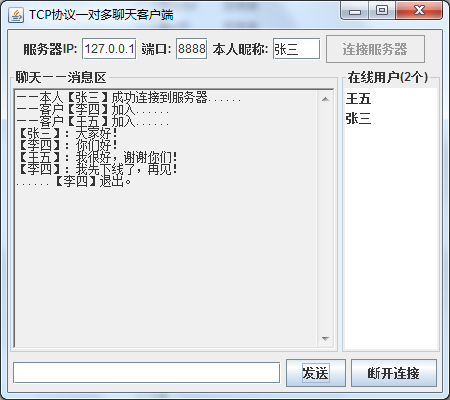 TCP协议一对多聊天客户端
服务器IP: 127.0.0.1 端口: 8888 本人昵称: 张三 连接服务器
聊天－－消息区
在线用户(2个)
－－本人【张三】成功连接到服务器......
－－客户【李四】加入......
－－客户【王五】加入......
【张三】: 大家好!
【李四】: 你们好!
【王五】: 我很好, 谢谢你们!
【李四】: 我先下线了, 再见!
......【李四】退出。
王五
张三
发送 断开连接